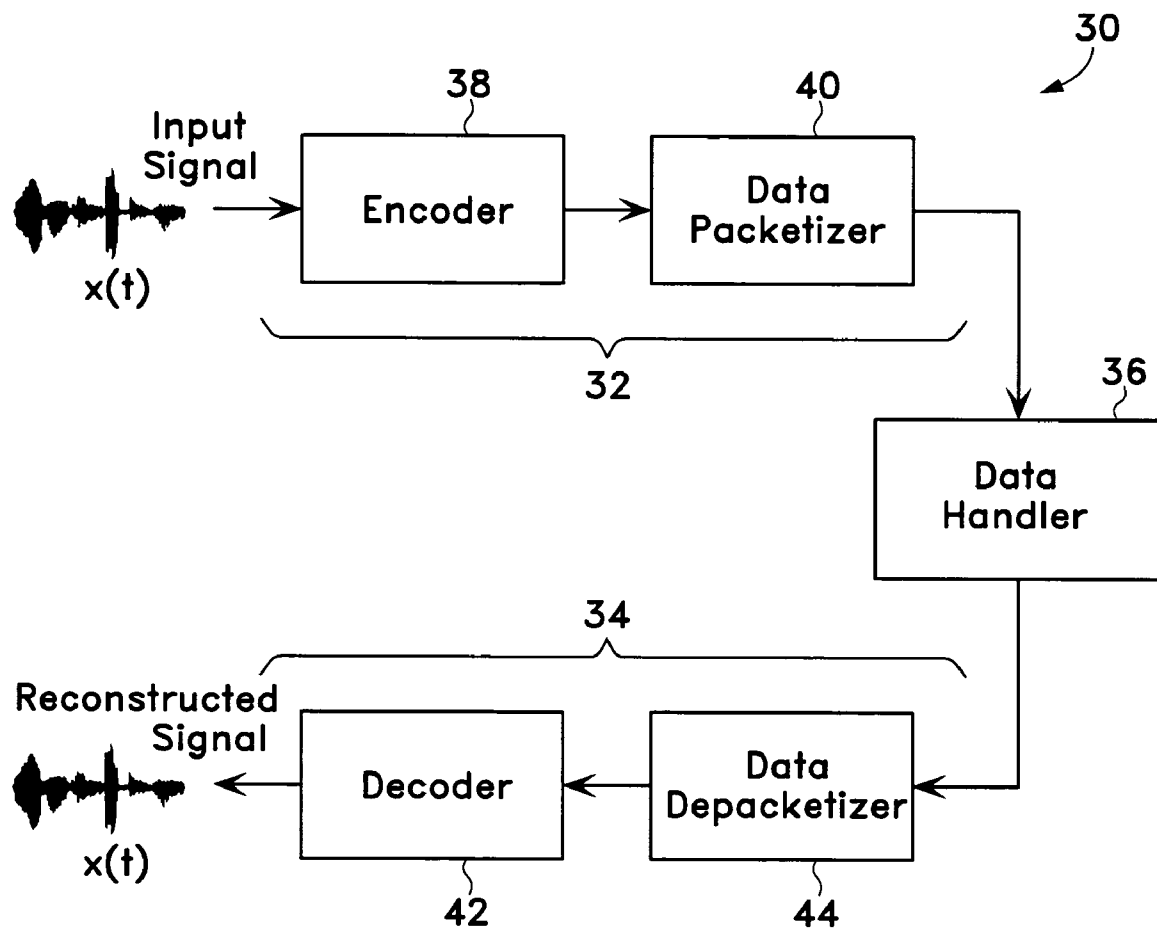 30
38
40
Input
Signal
Encoder
Data
Packetizer
x(t)
32
36
Data
Handler
34
Reconstructed
Signal
Decoder
Data
Depacketizer
x(t)
42
44